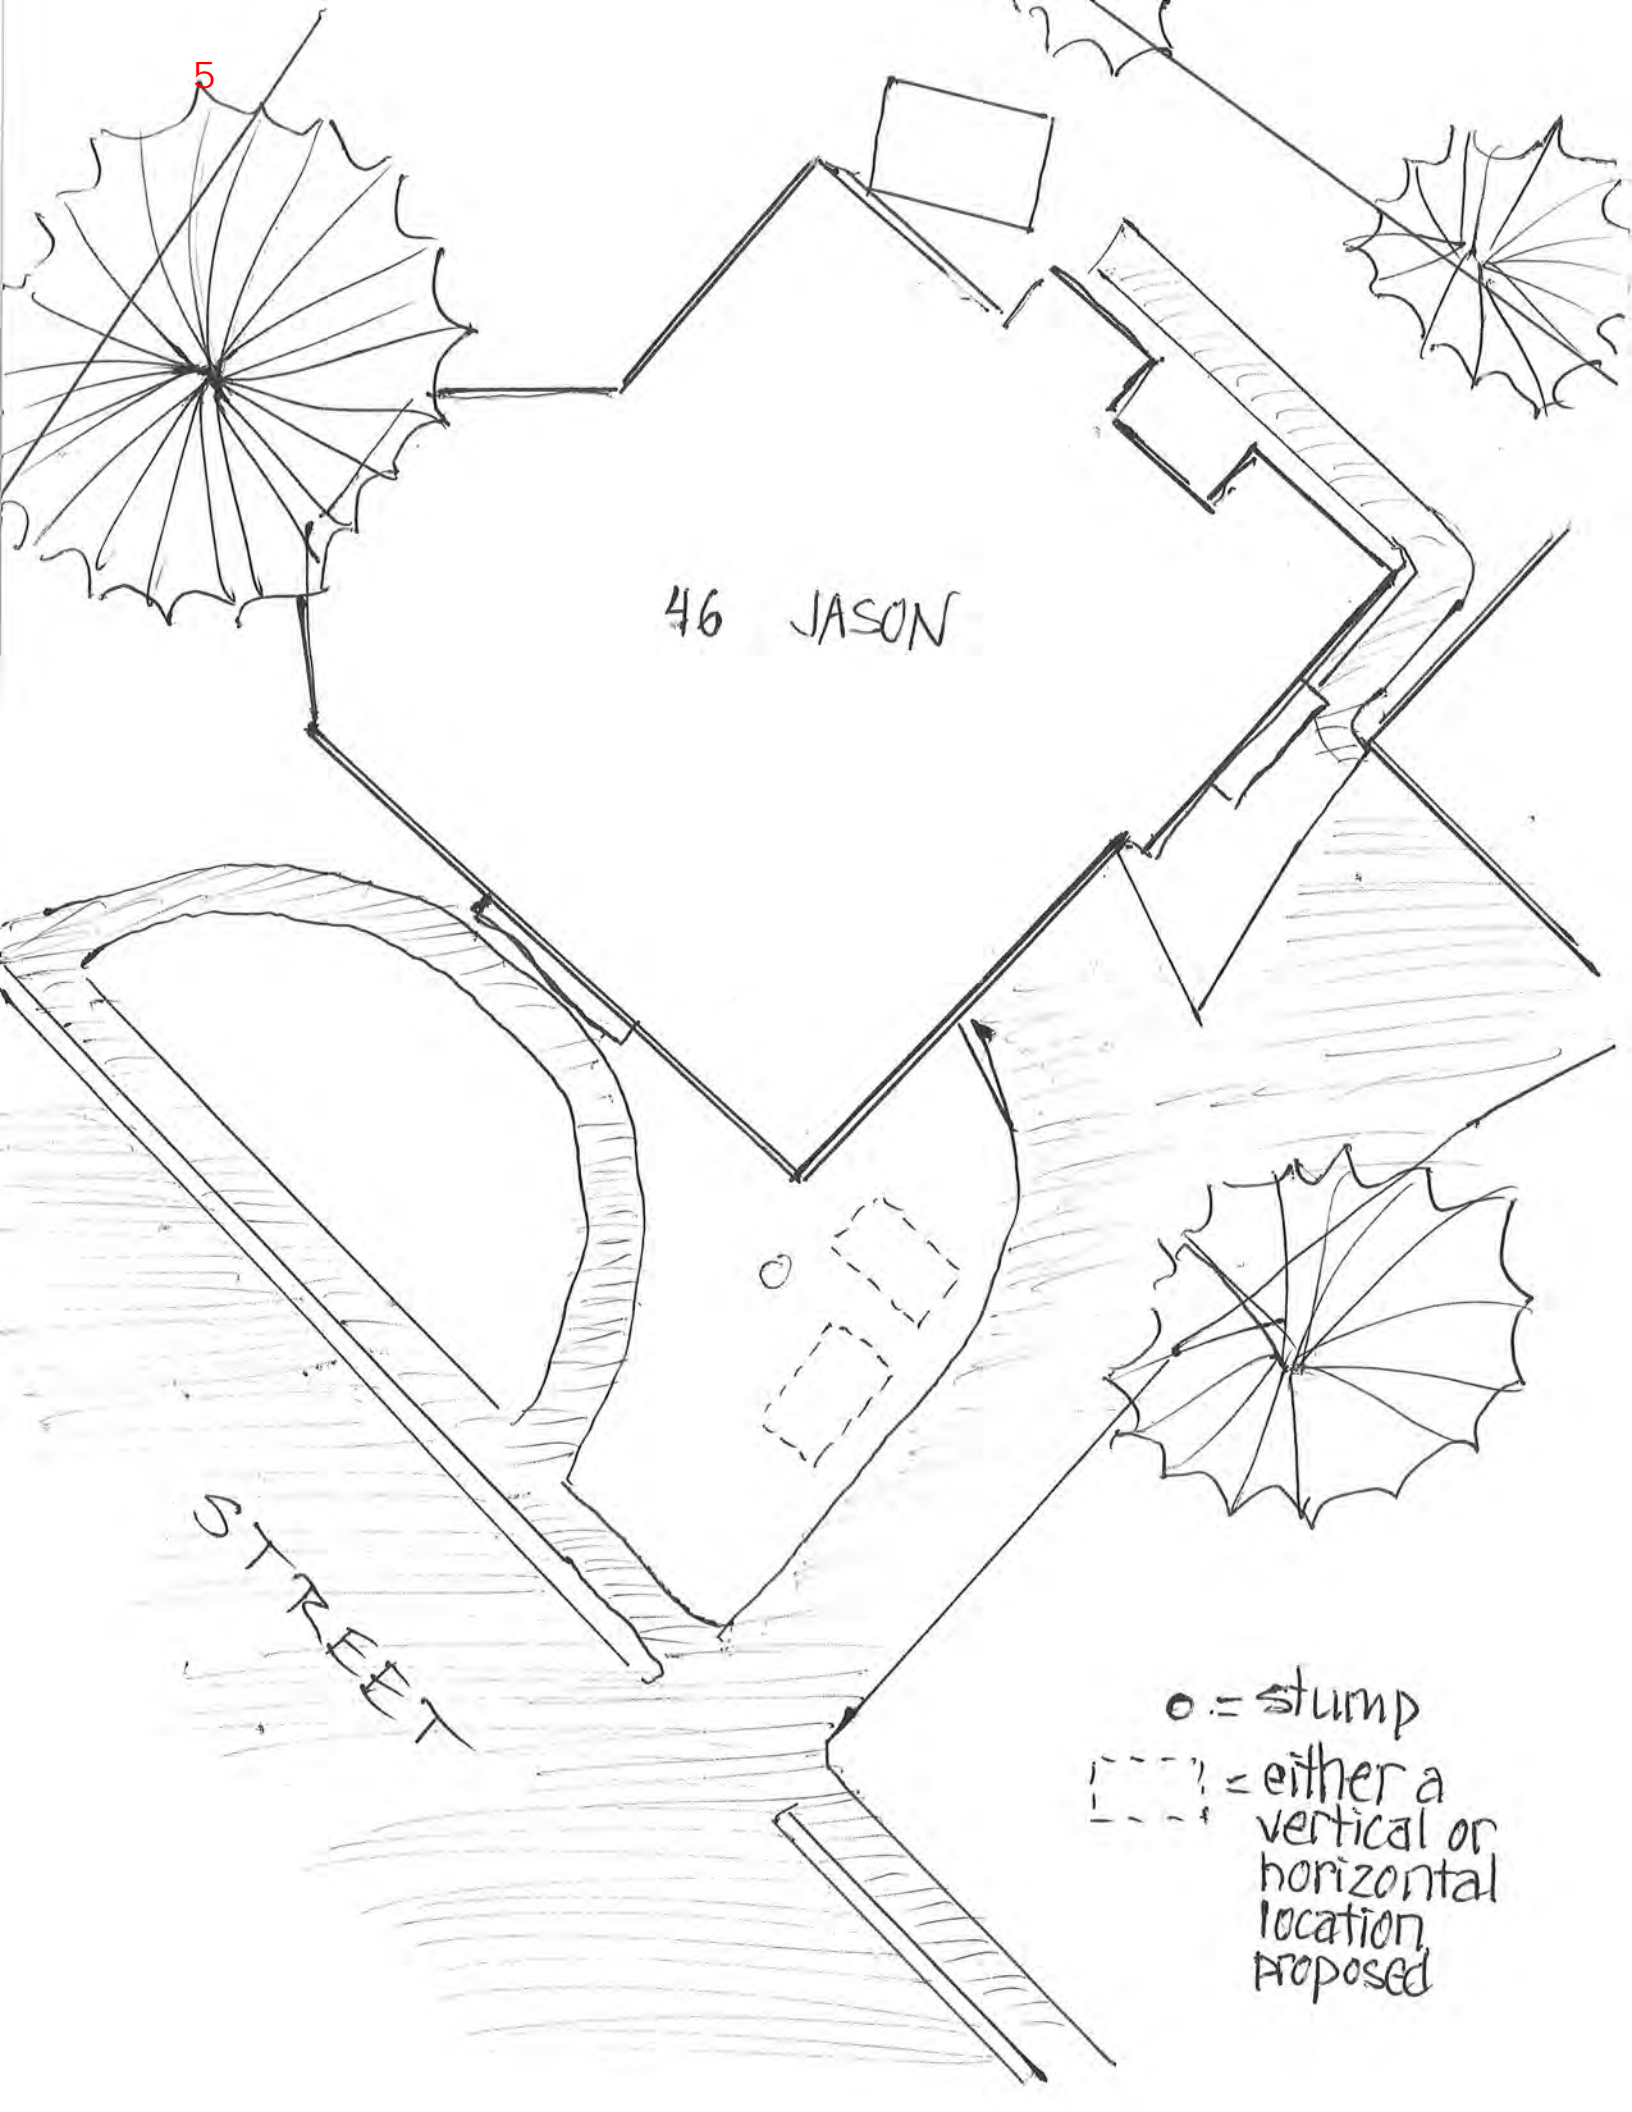 5
46 JASON
STREET
o = stump
= either a
vertical or
horizontal
location
proposed